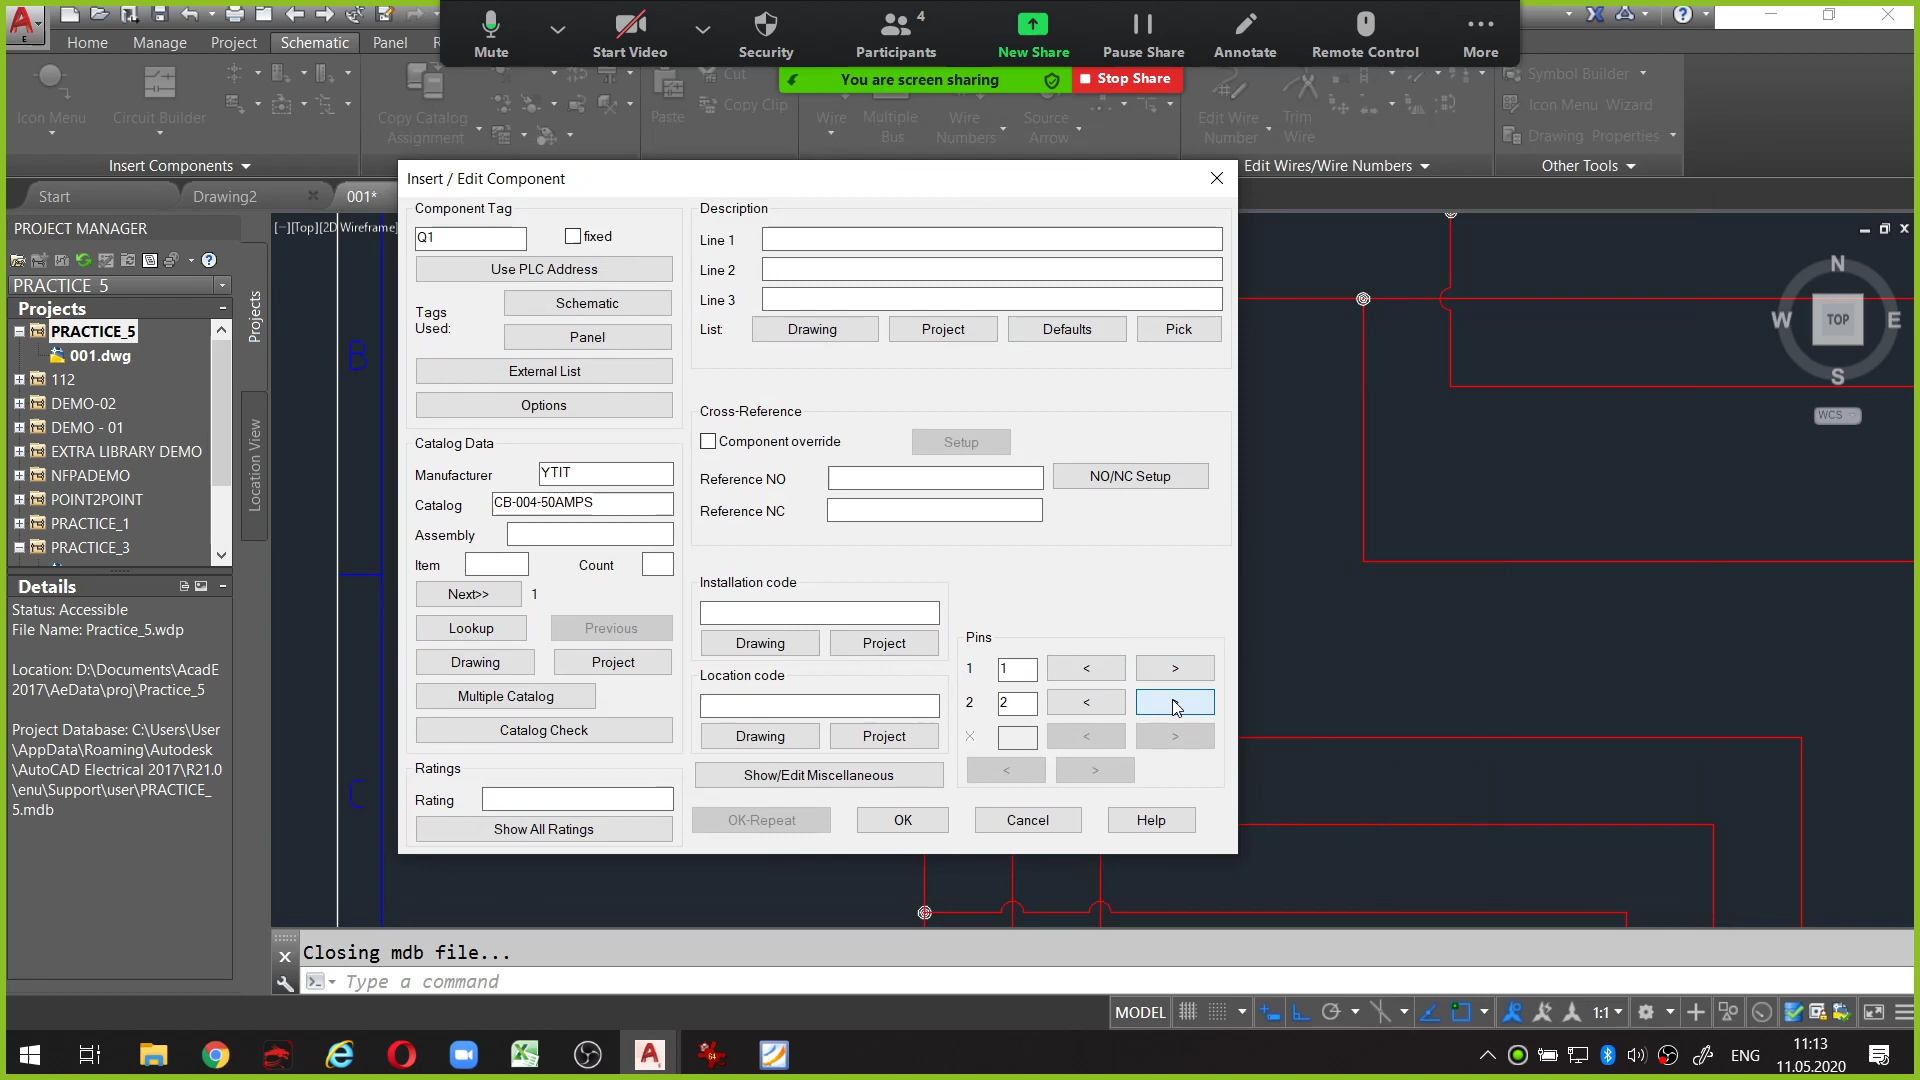 Mute
Start Video
Security
4
Participants
New Share
Pause Share
Annotate
Remote Control
More
You are screen sharing
Stop Share
Home
Manage
Project
Schematic
Panel
Icon Menu
Circuit Builder
Copy Catalog
Assignment
Paste
Cut
Copy Clip
Wire
Multiple
Bus
Wire
Numbers
Source
Arrow
Edit Wire
Number
Trim
Wire
Symbol Builder
Icon Menu Wizard
Drawing Properties
Insert Components
Edit Wires/Wire Numbers
Other Tools
Start
Drawing2
001*
PROJECT MANAGER
PRACTICE_5
Projects
PRACTICE_5
001.dwg
112
DEMO-02
DEMO - 01
EXTRA LIBRARY DEMO
NFPADEMO
POINT2POINT
PRACTICE_1
PRACTICE_3
Projects
Location View
Details
Status: Accessible
File Name: Practice_5.wdp
Location: D:\Documents\AcadE
2017\AeData\proj\Practice_5
Project Database: C:\Users\User
\AppData\Roaming\Autodesk
\AutoCAD Electrical 2017\R21.0
\enu\Support\user\PRACTICE_
5.mdb
[−][Top][2D Wireframe]
B
C
Insert / Edit Component
Component Tag
Q1
fixed
Use PLC Address
Tags
Used:
Schematic
Panel
External List
Options
Catalog Data
Manufacturer
YTIT
Catalog
CB-004-50AMPS
Assembly
Item
Count
Next>>
1
Lookup
Previous
Drawing
Project
Multiple Catalog
Catalog Check
Ratings
Rating
Show All Ratings
Description
Line 1
Line 2
Line 3
List:
Drawing
Project
Defaults
Pick
Cross-Reference
Component override
Setup
Reference NO
NO/NC Setup
Reference NC
Installation code
Drawing
Project
Location code
Drawing
Project
Show/Edit Miscellaneous
Pins
1 1 < >
2 2 <
X < >
< >
OK-Repeat
OK
Cancel
Help
N
W
TOP
E
S
WCS
Closing mdb file...
Type a command
MODEL
1:1
ENG
11:13
11.05.2020